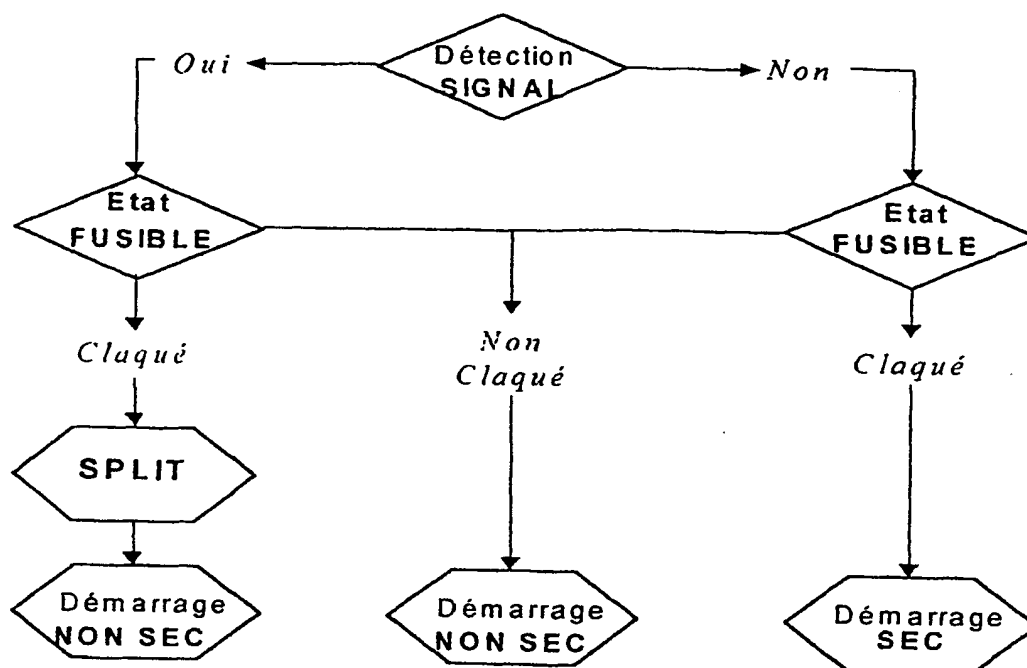 Détection
SIGNAL
Oui
Non
Etat
FUSIBLE
Etat
FUSIBLE
Claqué
Non
Claqué
Claqué
SPLIT
Démarrage
NON SEC
Démarrage
NON SEC
Démarrage
SEC